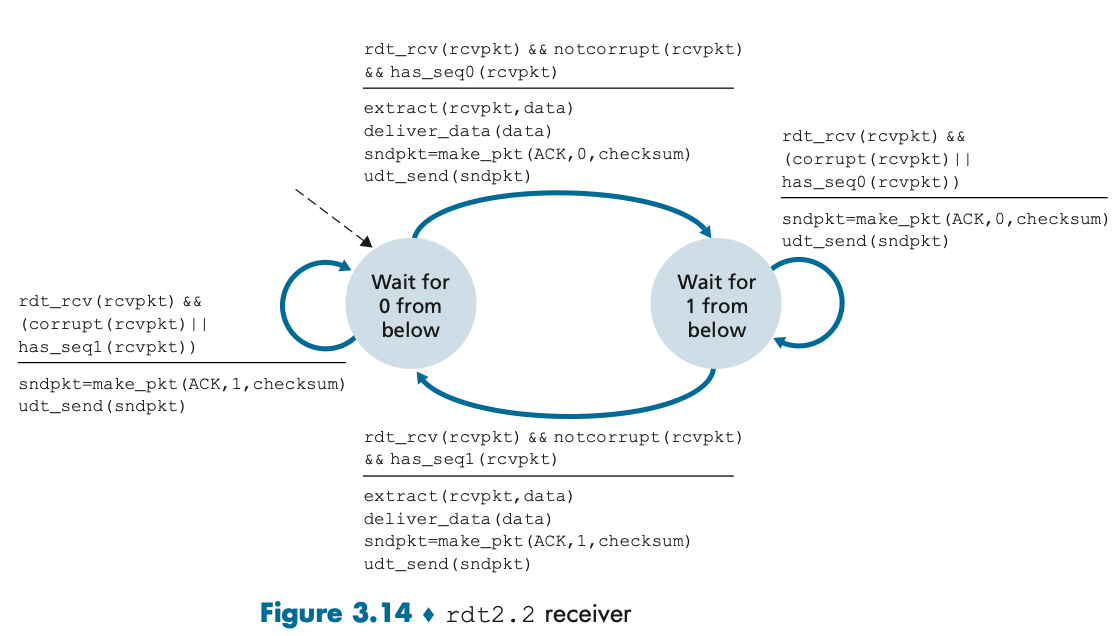 rdt_rcv(rcvpkt) && notcorrupt(rcvpkt)
&& has_seq0(rcvpkt)
extract(rcvpkt,data)
deliver_data(data)
sndpkt=make_pkt(ACK,0,checksum)
udt_send(sndpkt)
rdt_rcv(rcvpkt) &&
(corrupt(rcvpkt)||
has_seq0(rcvpkt))
sndpkt=make_pkt(ACK,0,checksum)
udt_send(sndpkt)
Wait for
0 from
below
Wait for
1 from
below
rdt_rcv(rcvpkt) &&
(corrupt(rcvpkt)||
has_seq1(rcvpkt))
sndpkt=make_pkt(ACK,1,checksum)
udt_send(sndpkt)
rdt_rcv(rcvpkt) && notcorrupt(rcvpkt)
&& has_seq1(rcvpkt)
extract(rcvpkt,data)
deliver_data(data)
sndpkt=make_pkt(ACK,1,checksum)
udt_send(sndpkt)
Figure 3.14 ♦ rdt2.2 receiver